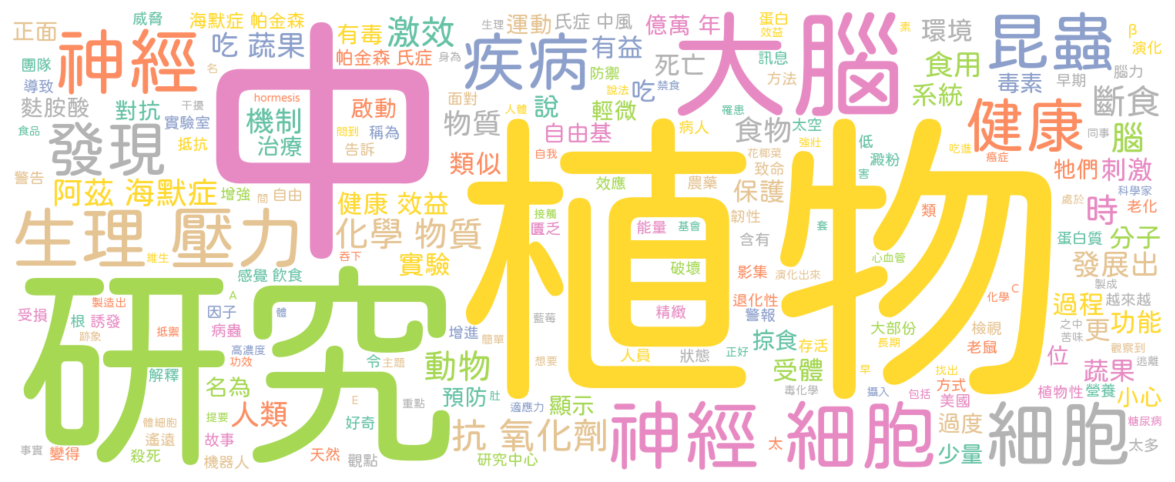 威脅 海默症 帕金森 有毒 激效 生理 運動 氏症 中風 億萬 年 蛋白 效益 素 環境 昆蟲 β 演化
正面 神經 吃 蔬果 帕金森 氏症 身為 疾病 有益 死亡 訊息 大腦 食用 腦力
團隊 導致 名 中 防禦 吃 說法 禁食 方法 毒素 早期
麩胺酸 對抗 干擾 hormesis 啟動 面對 說 輕微 人體 罹患 系統 斷食
食品 發現 實驗室 機制 問到 稱為 物質 自由基 病人 食物 太空 低 健康 同事 腦
抵抗 治療 告訴 類似 自我 花椰菜 強壯 澱粉 吃進 癌症 牠們 刺激
警告 阿茲 海默症 增強 間 自由 效應 農藥 保護 致命 害 科學家
生理 壓力 健康 效益 植物 接觸 匱乏 能量 基會 韌性 套 類 處於 時 老化
化學 物質 含有 蛋白質 分子
維生 吞下 實驗 破壞 影集 演化出來 心血管 發展出
研究 感覺 飲食 製造出 A 因子 體 退化性 化學 C 製成 越來越
受損 根 誘發 抵禦 病蟲 增進 藍莓 精緻 警報 過程
跡象 高濃度 功效 令 主題 簡單 人員 狀態 正好 掠食 存活 大部份 長期 檢視 老鼠 之中 苦味 更 功能
解釋 動物 想要 受體 早 找出 位 觀察到 逃離 蔬果
名為 E 重點 預防 肚 適應力 顯示 毒化學 攝入 包括 方式 美國 植物性 營養 小心
體細胞 提要 人類 好奇 抗 氧化劑 神經 細胞 過度 細胞 糖尿病
事實 變得 遙遠 殺死 故事 機器人 天然 觀點 研究中心 太 少量 太多